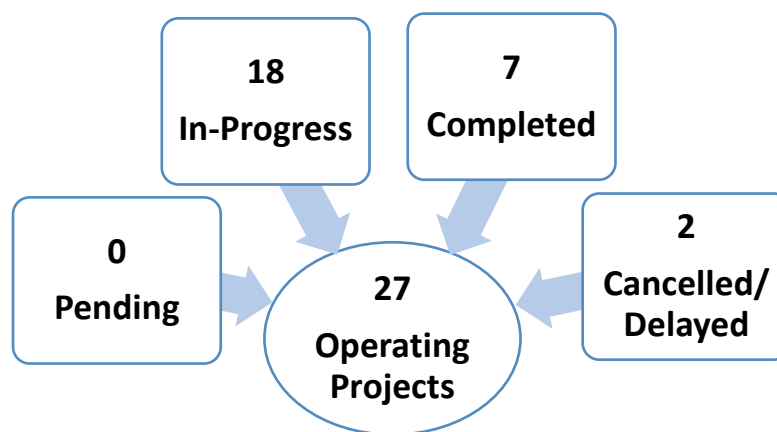 18
In-Progress
7
Completed
0
Pending
2
Cancelled/
Delayed
27
Operating
Projects